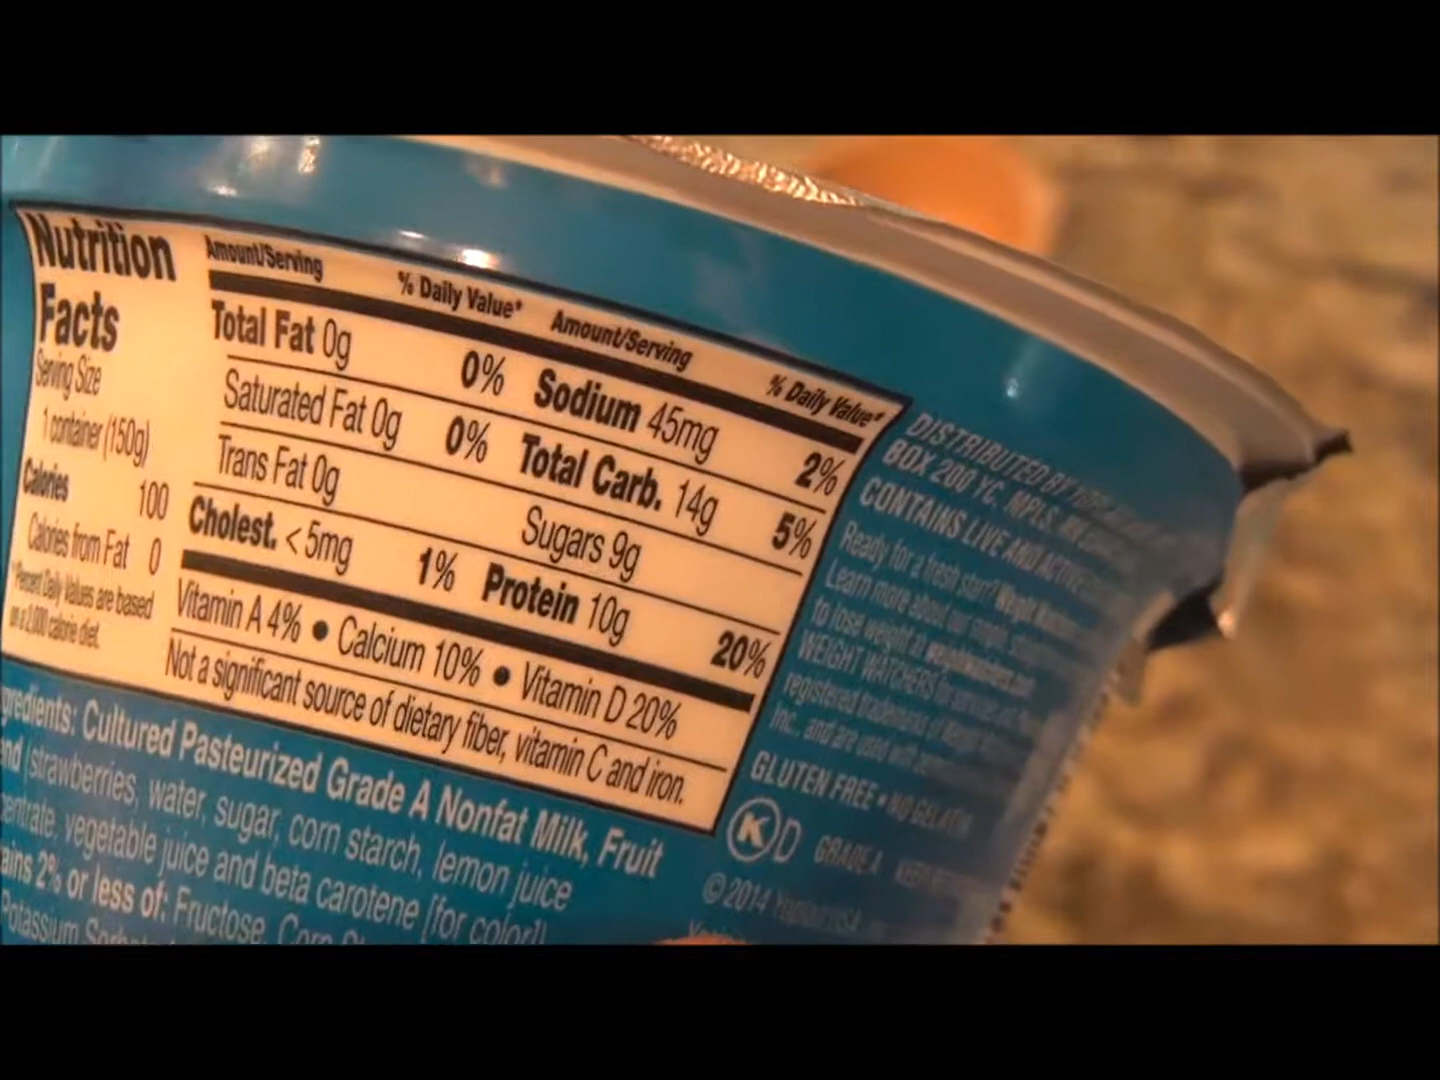 Nutrition
Facts
Serving Size
1 container (150g)
Calories 100
Calories from Fat 0
*Percent Daily Values are based
on a 2,000 calorie diet.
Amount/Serving % Daily Value*
Total Fat 0g 0%
Saturated Fat 0g 0%
Trans Fat 0g
Cholest. <5mg 1%
Amount/Serving % Daily Value*
Sodium 45mg 2%
Total Carb. 14g 5%
Sugars 9g
Protein 10g 20%
Vitamin A 4% • Calcium 10% • Vitamin D 20%
Not a significant source of dietary fiber, vitamin C and iron.
gredients: Cultured Pasteurized Grade A Nonfat Milk, Fruit
end (strawberries, water, sugar, corn starch, lemon juice
centrate, vegetable juice and beta carotene [for color])
ains 2% or less of: Fructose, Corn
Potassium
DISTRIBUTED BY
BOX 200 YC, MPLS, MN
CONTAINS LIVE AND ACTIVE
Ready for a fresh start? Weight
Learn more about our
to lose weight at
WEIGHT WATCHERS
registered trademarks of
Inc., and are used with
GLUTEN FREE • NO GELATIN
K D GRADE A KEEP
© 2014 Yoplait USA